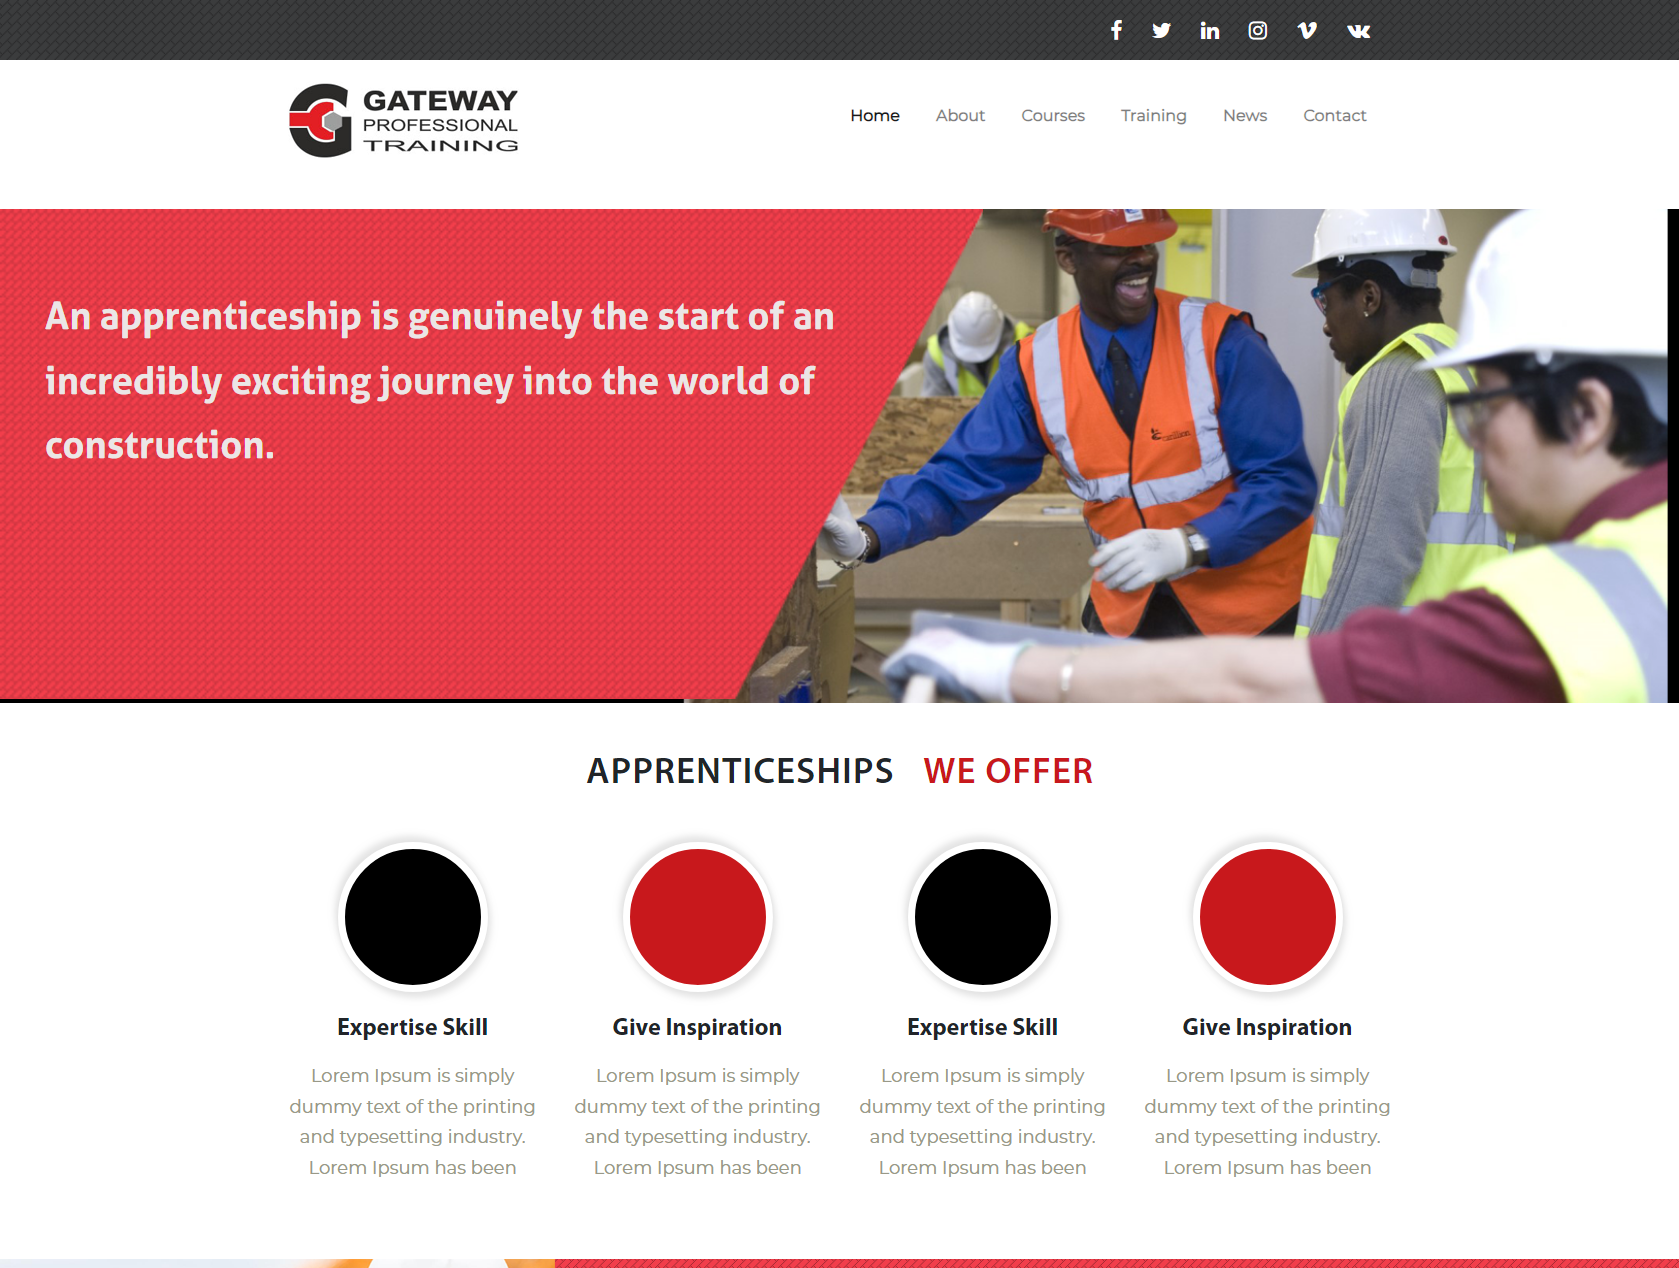 GATEWAY
PROFESSIONAL
TRAINING
Home About Courses Training News Contact
An apprenticeship is genuinely the start of an
incredibly exciting journey into the world of
construction.
APPRENTICESHIPS WE OFFER
Expertise Skill
Lorem Ipsum is simply
dummy text of the printing
and typesetting industry.
Lorem Ipsum has been
Give Inspiration
Lorem Ipsum is simply
dummy text of the printing
and typesetting industry.
Lorem Ipsum has been
Expertise Skill
Lorem Ipsum is simply
dummy text of the printing
and typesetting industry.
Lorem Ipsum has been
Give Inspiration
Lorem Ipsum is simply
dummy text of the printing
and typesetting industry.
Lorem Ipsum has been